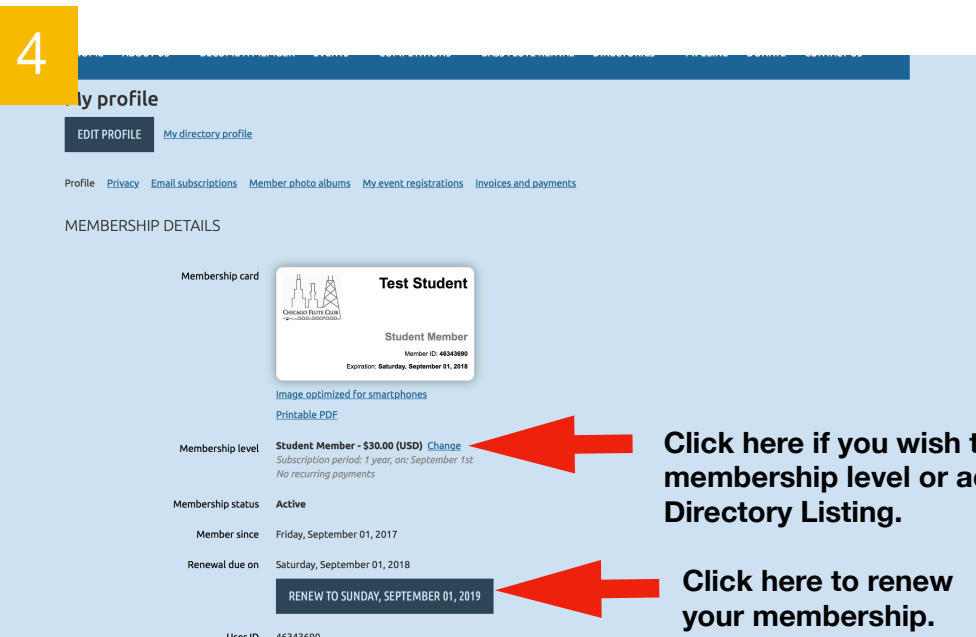 4
My profile
EDIT PROFILE My directory profile
Profile Privacy Email subscriptions Member photo albums My event registrations Invoices and payments
MEMBERSHIP DETAILS
Membership card
Test Student
CHICAGO FLUTE CLUB
Student Member
Member ID: 46343690
Expiration: Saturday, September 01, 2018
Image optimized for smartphones
Printable PDF
Membership level Student Member - $30.00 (USD) Change
Subscription period: 1 year, on: September 1st
No recurring payments
Click here if you wish t
membership level or a
Directory Listing.
Membership status Active
Member since Friday, September 01, 2017
Renewal due on Saturday, September 01, 2018
RENEW TO SUNDAY, SEPTEMBER 01, 2019
Click here to renew
your membership.
User ID 46343690